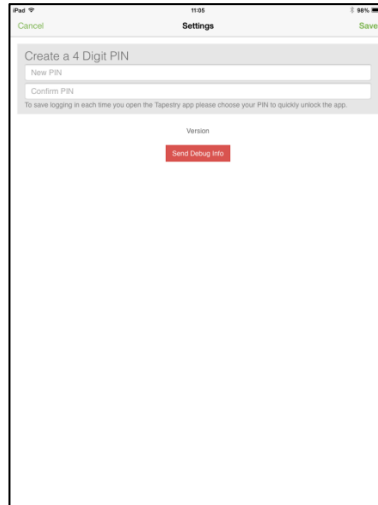 iPad 11:05 98%
Cancel Settings Save
Create a 4 Digit PIN
New PIN
Confirm PIN
To save logging in each time you open the Tapestry app please choose your PIN to quickly unlock the app.
Version
Send Debug Info